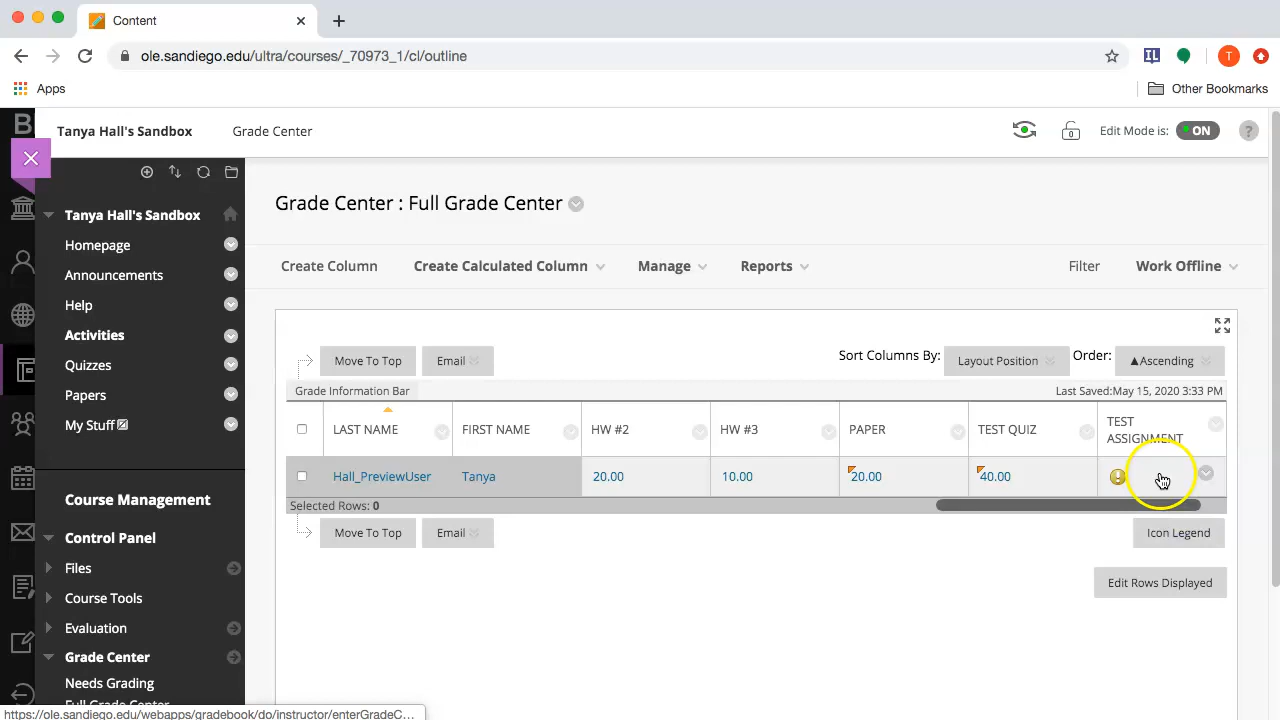 Content
ole.sandiego.edu/ultra/courses/_70973_1/cl/outline
IL
T
Apps
Other Bookmarks
B
Tanya Hall's Sandbox
Grade Center
Edit Mode is:
ON
?
Tanya Hall's Sandbox
Homepage
Announcements
Help
Activities
Quizzes
Papers
My Stuff
Course Management
Control Panel
Files
Course Tools
Evaluation
Grade Center
Needs Grading
Full Grade Center
Grade Center : Full Grade Center
Create Column
Create Calculated Column
Manage
Reports
Filter
Work Offline
Move To Top
Email
Sort Columns By:
Layout Position
Order:
▲Ascending
Grade Information Bar
Last Saved:May 15, 2020 3:33 PM
LAST NAME
FIRST NAME
HW #2
HW #3
PAPER
TEST QUIZ
TEST
ASSIGNMENT
Hall_PreviewUser
Tanya
20.00
10.00
20.00
40.00
Selected Rows: 0
Move To Top
Email
Icon Legend
Edit Rows Displayed
https://ole.sandiego.edu/webapps/gradebook/do/instructor/enterGradeC...